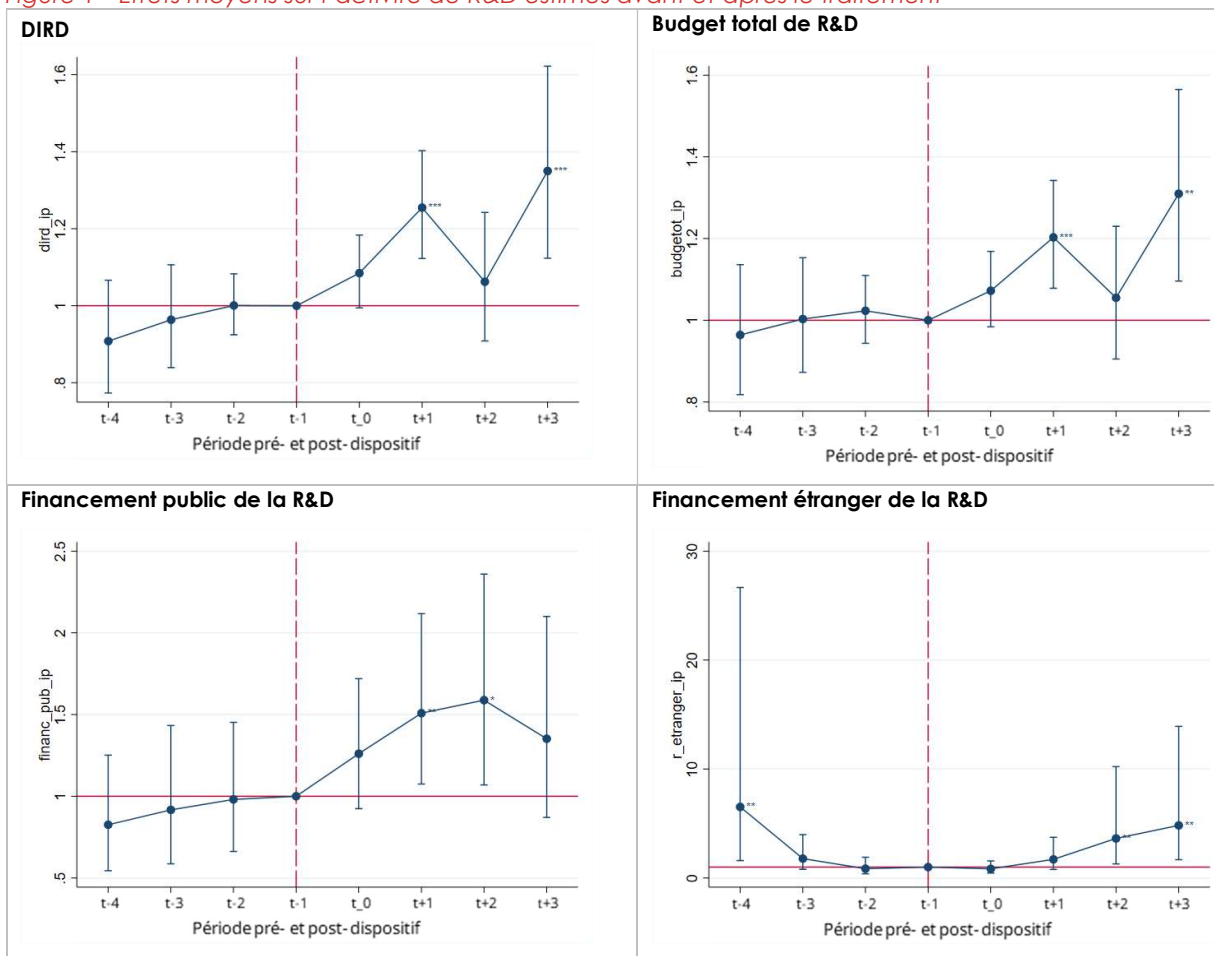 DIRD
1.6
1.4
1.2
1
.8
dird_ip
***
***
t-4 t-3 t-2 t-1 t_0 t+1 t+2 t+3
Période pré- et post- dispositif
Budget total de R&D
1.6
1.4
1.2
1
.8
budgetot_ip
***
**
t-4 t-3 t-2 t-1 t_0 t+1 t+2 t+3
Période pré- et post- dispositif
Financement public de la R&D
2.5
2
1.5
1
.5
financ_pub_ip
**
*
t-4 t-3 t-2 t-1 t_0 t+1 t+2 t+3
Période pré- et post- dispositif
Financement étranger de la R&D
30
20
10
0
r_etranger_ip
**
**
**
t-4 t-3 t-2 t-1 t_0 t+1 t+2 t+3
Période pré- et post- dispositif